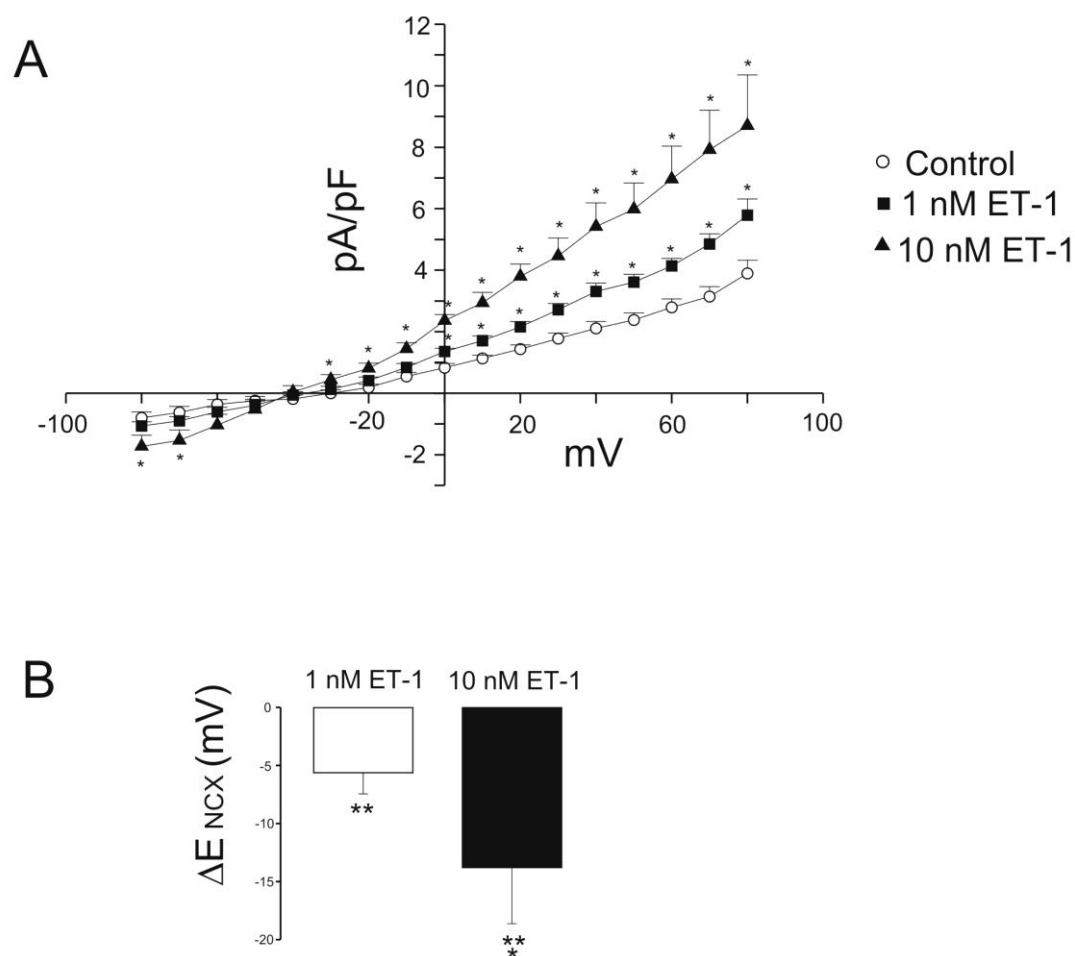 A
12
10
8
6
4
-2
pA/pF
-100
-20
20
60
100
mV
* * * * * * * * * * * * *
* * * * * * * * *
* *
Control
1 nM ET-1
10 nM ET-1
B
1 nM ET-1
10 nM ET-1
ΔE NCX (mV)
0
-5
-10
-15
-20
**
**
*